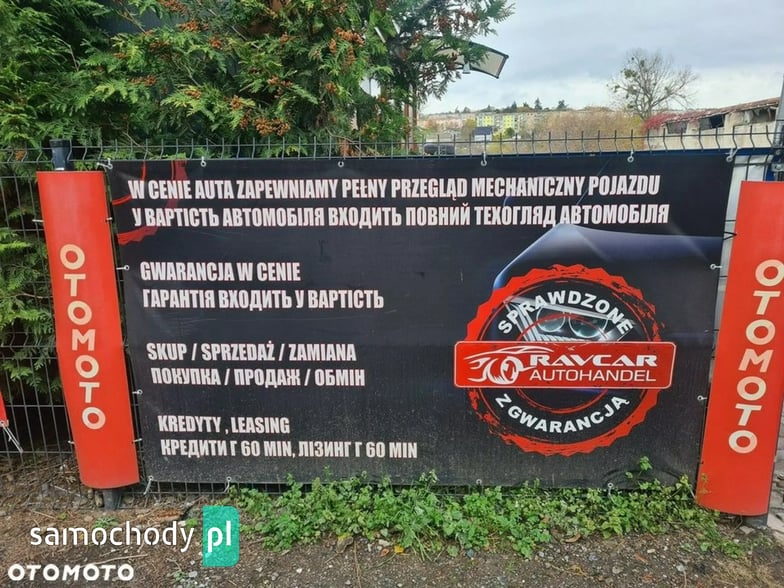 W CENIE AUTA ZAPEWNIAMY PEŁNY PRZEGLĄD MECHANICZNY POJAZDU
У ВАРТІСТЬ АВТОМОБІЛЯ ВХОДИТЬ ПОВНИЙ ТЕХОГЛЯД АВТОМОБІЛЯ
GWARANCJA W CENIE
ГАРАНТІЯ ВХОДИТЬ У ВАРТІСТЬ
SKUP / SPRZEDAŻ / ZAMIANA
ПОКУПКА / ПРОДАЖ / ОБМІН
KREDYTY , LEASING
КРЕДИТИ Г 60 MIN, ЛІЗИНГ Г 60 MIN
SPRAWDZONE
RAVCAR
AUTOHANDEL
Z GWARANCJĄ
OTOMOTO
OTOMOTO
samochody.pl
OTOMOTO